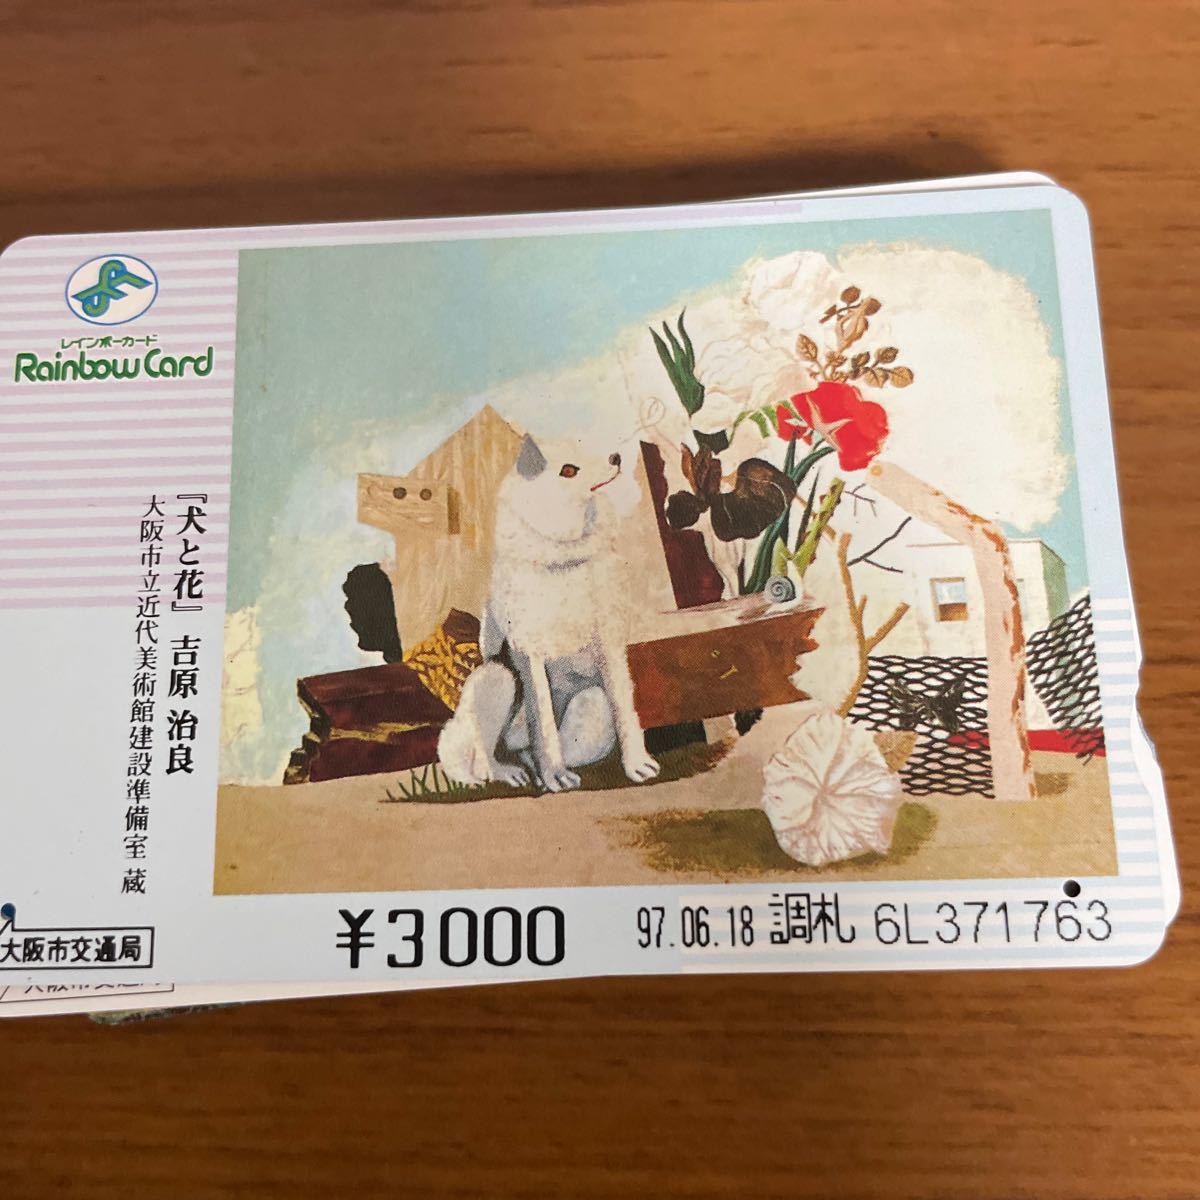 レインボーカード
Rainbow Card
『犬と花』 吉原 治良
大阪市立近代美術館建設準備室 蔵
¥3000
97.06.18 調札 6L371763
大阪市交通局